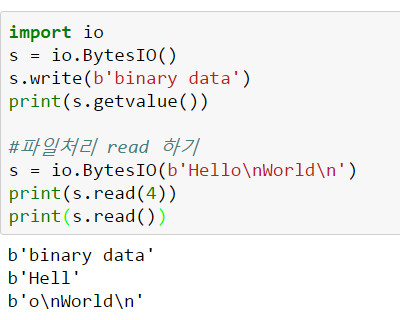 import io
s = io.BytesIO()
s.write(b'binary data')
print(s.getvalue())
#파일처리 read 하기
s = io.BytesIO(b'Hello\nWorld\n')
print(s.read(4))
print(s.read())
b'binary data'
b'Hell'
b'o\nWorld\n'